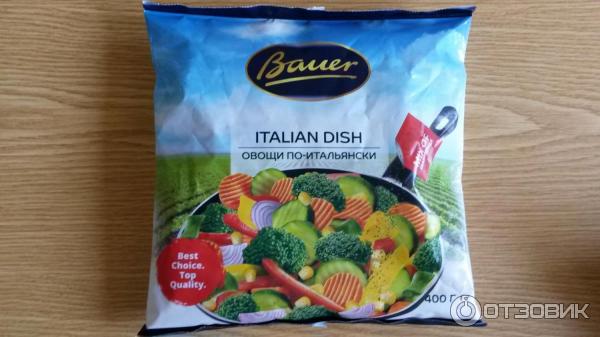 Bauer
ITALIAN DISH
ОВОЩИ ПО-ИТАЛЬЯНСКИ
Best
Choice.
Top
Quality.
400 Г
ОТЗОВИК